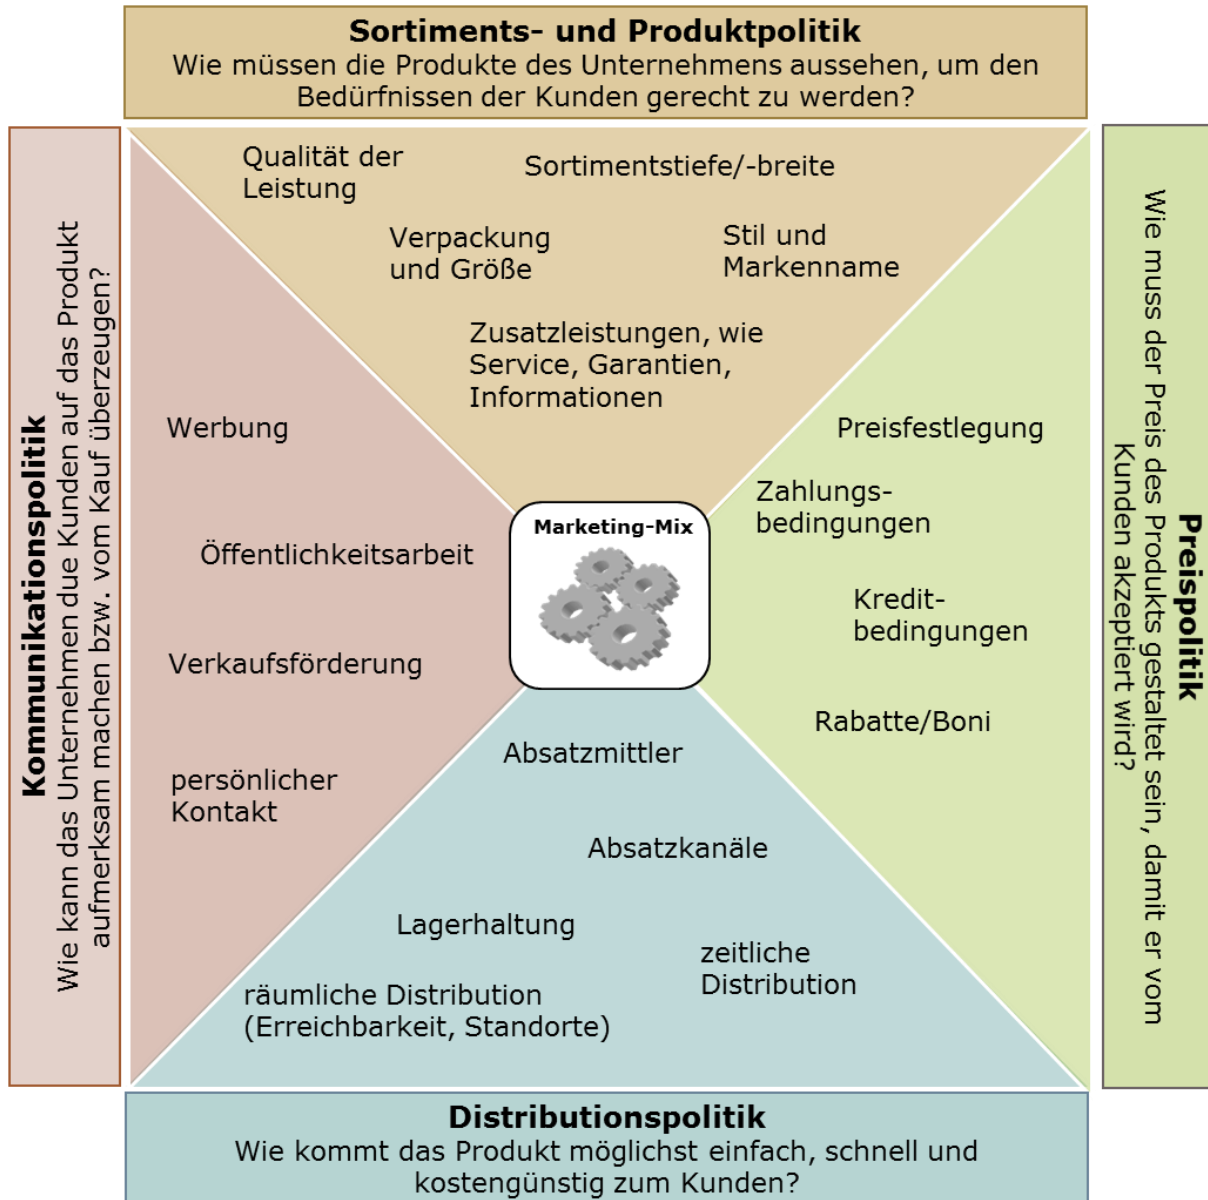 Sortiments- und Produktpolitik
Wie müssen die Produkte des Unternehmens aussehen, um den
Bedürfnissen der Kunden gerecht zu werden?
Qualität der
Leistung
Sortimentstiefe/-breite
Verpackung
und Größe
Stil und
Markenname
Zusatzleistungen, wie
Service, Garantien,
Informationen
Kommunikationspolitik
Wie kann das Unternehmen due Kunden auf das Produkt
aufmerksam machen bzw. vom Kauf überzeugen?
Werbung
Öffentlichkeitsarbeit
Verkaufsförderung
persönlicher
Kontakt
Marketing-Mix
Preisfestlegung
Zahlungs-
bedingungen
Kredit-
bedingungen
Rabatte/Boni
Preispolitik
Wie muss der Preis des Produkts gestaltet sein, damit er vom
Kunden akzeptiert wird?
Absatzmittler
Absatzkanäle
Lagerhaltung
zeitliche
Distribution
räumliche Distribution
(Erreichbarkeit, Standorte)
Distributionspolitik
Wie kommt das Produkt möglichst einfach, schnell und
kostengünstig zum Kunden?